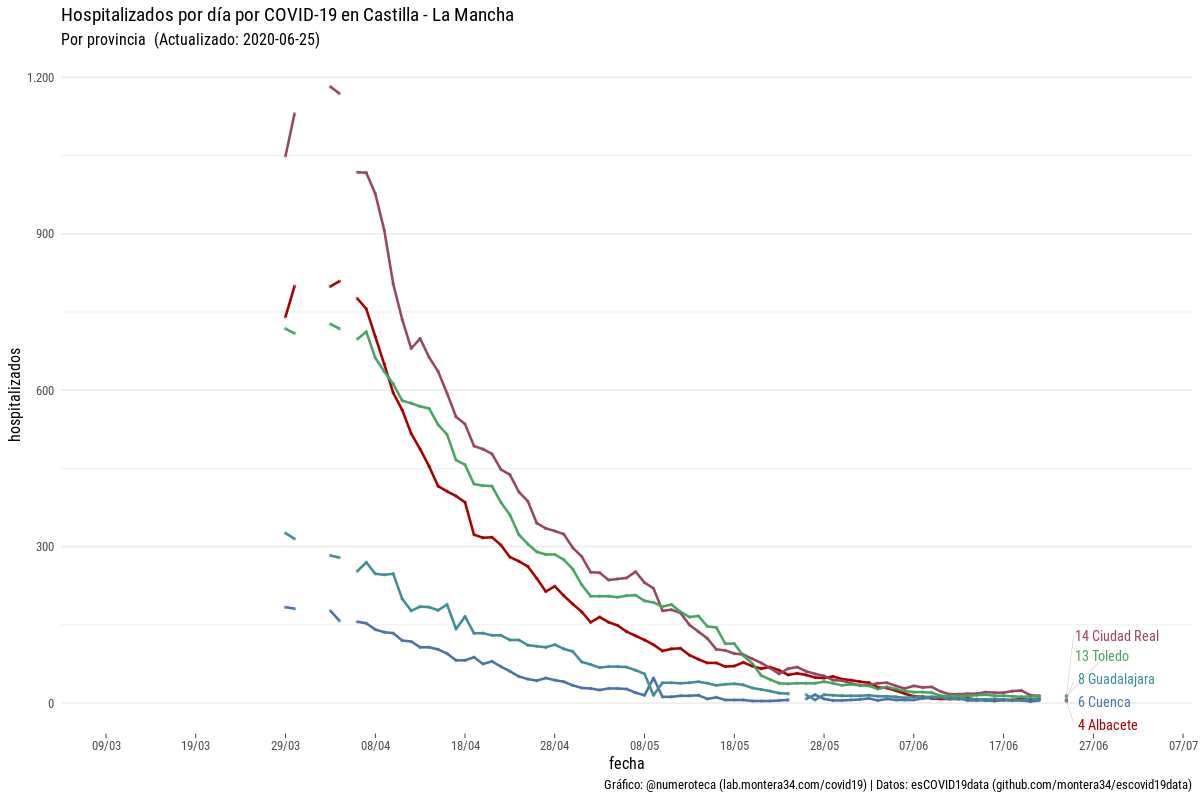 Hospitalizados por día por COVID-19 en Castilla - La Mancha
Por provincia (Actualizado: 2020-06-25)
hospitalizados
1.200
900
600
300
0
14 Ciudad Real
13 Toledo
8 Guadalajara
6 Cuenca
4 Albacete
09/03 19/03 29/03 08/04 18/04 28/04 08/05 18/05 28/05 07/06 17/06 27/06 07/07
fecha
Gráfico: @numeroteca (lab.montera34.com/covid19) | Datos: esCOVID19data (github.com/montera34/escovid19data)